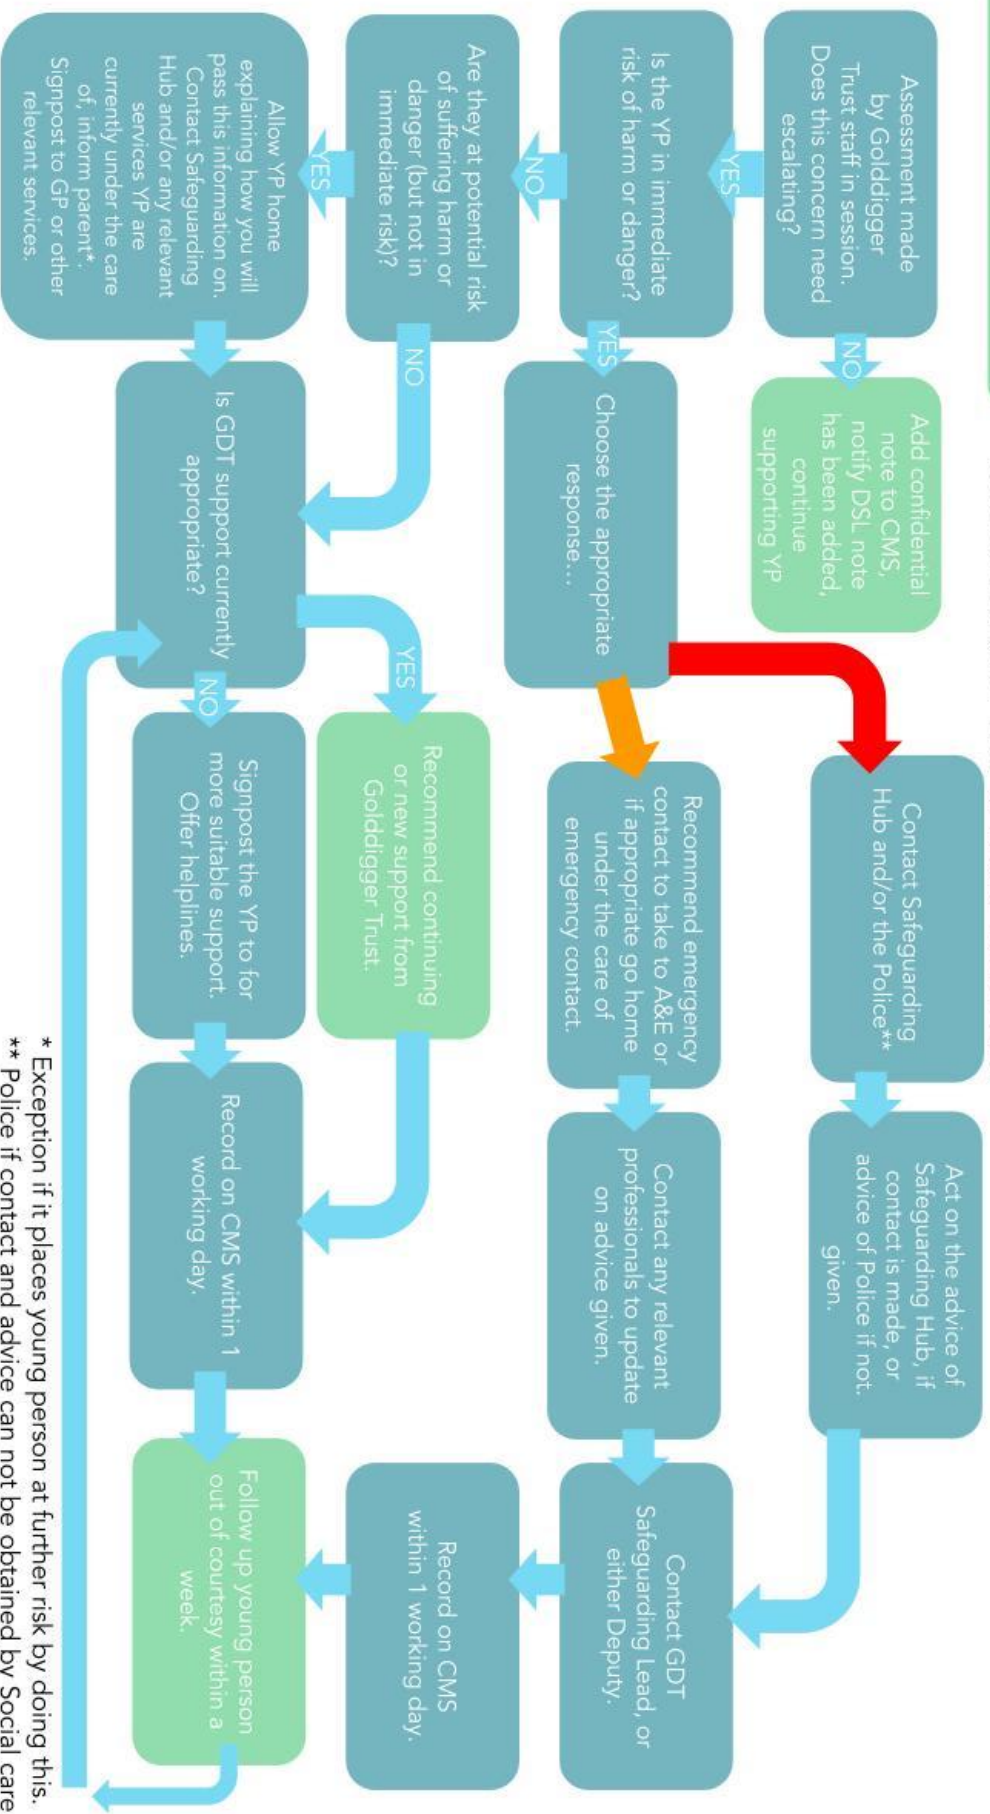 Assessment made
by Golddigger
Trust staff in session.
Does this concern need
escalating?
NO
Add confidential
note to CMS,
notify DSL note
has been added,
continue
supporting YP
YES
Is the YP in immediate
risk of harm or danger?
YES
Choose the appropriate
response…
Contact Safeguarding
Hub and/or the Police**
Act on the advice of
Safeguarding Hub, if
contact is made, or
advice of Police if not.
given.
Recommend emergency
contact to take to A&E or
if appropriate go home
under the care of
emergency contact.
Contact any relevant
professionals to update
on advice given.
Contact GDT
Safeguarding Lead, or
either Deputy.
Record on CMS
within 1 working day.
NO
Are they at potential risk
of suffering harm or
danger (but not in
immediate risk)?
NO
YES
Allow YP home
explaining how you will
pass this information on.
Contact Safeguarding
Hub and/or any relevant
services YP are
currently under the care
of, inform parent*.
Signpost to GP or other
relevant services.
Is GDT support currently
appropriate?
YES
Recommend continuing
or new support from
Golddigger Trust.
NO
Signpost the YP to for
more suitable support.
Offer helplines.
Record on CMS within 1
working day.
Follow up young person
out of courtesy within a
week.
* Exception if it places young person at further risk by doing this.
** Police if contact and advice can not be obtained by Social care